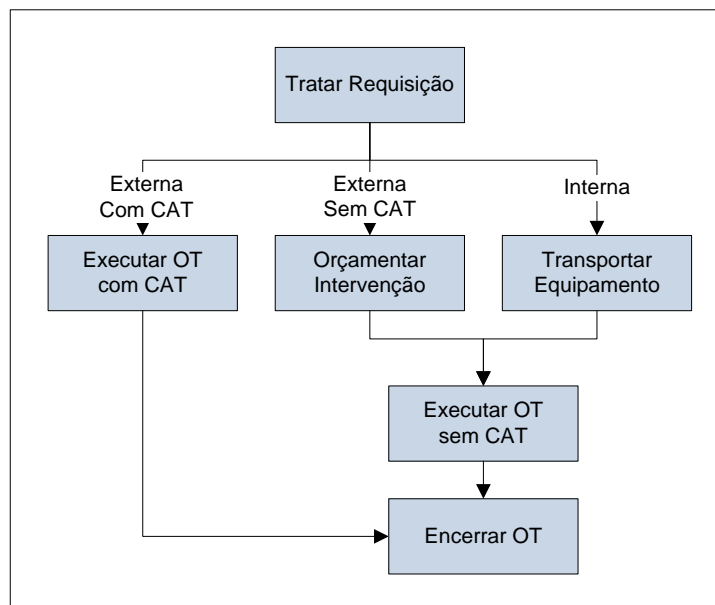 Tratar Requisição
Externa
Com CAT
Externa
Sem CAT
Interna
Executar OT
com CAT
Orçamentar
Intervenção
Transportar
Equipamento
Executar OT
sem CAT
Encerrar OT